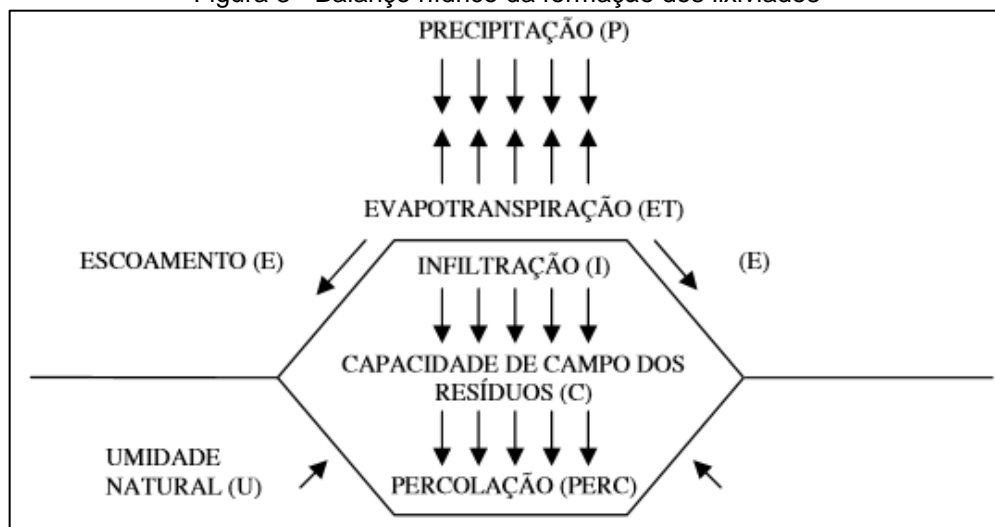 Figura 3 - Balanço hídrico da formação dos lixiviados
PRECIPITAÇÃO (P)
EVAPOTRANSPIRAÇÃO (ET)
ESCOAMENTO (E)
INFILTRAÇÃO (I)
(E)
CAPACIDADE DE CAMPO DOS
RESÍDUOS (C)
UMIDADE
NATURAL (U)
PERCOLAÇÃO (PERC)